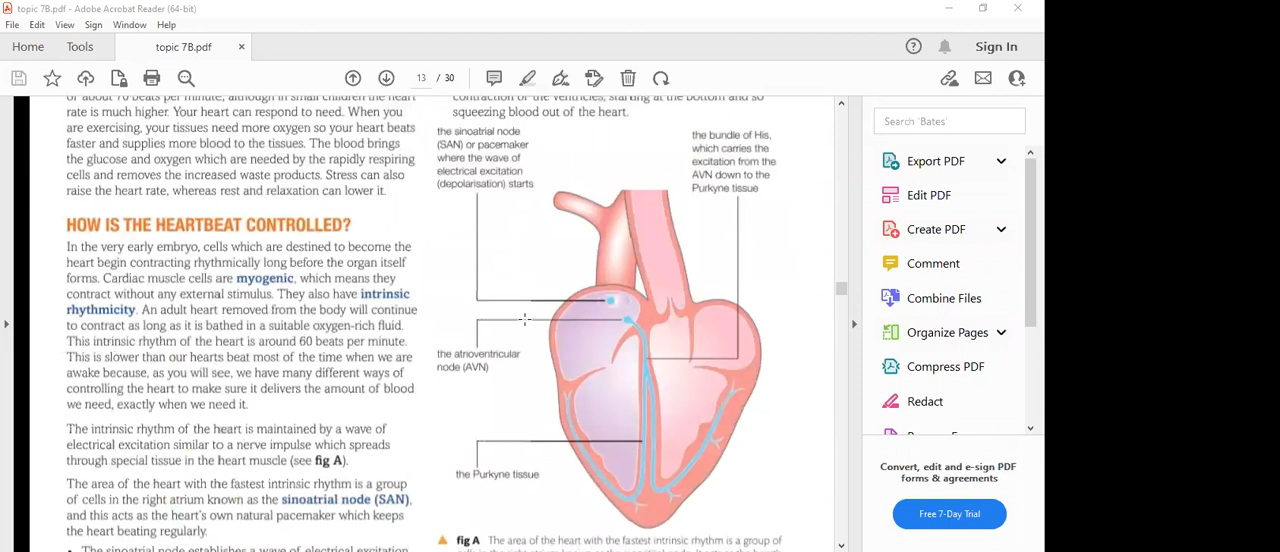 topic 7B.pdf - Adobe Acrobat Reader (64-bit)
File Edit View Sign Window Help
Home Tools topic 7B.pdf × Sign In
13 / 30
of about 70 beats per minute, although in small children the heart
rate is much higher. Your heart can respond to need. When you
are exercising, your tissues need more oxygen so your heart beats
faster and supplies more blood to the tissues. The blood brings
the glucose and oxygen which are needed by the rapidly respiring
cells and removes the increased waste products. Stress can also
raise the heart rate, whereas rest and relaxation can lower it.
HOW IS THE HEARTBEAT CONTROLLED?
In the very early embryo, cells which are destined to become the
heart begin contracting rhythmically long before the organ itself
forms. Cardiac muscle cells are myogenic, which means they
contract without any external stimulus. They also have intrinsic
rhythmicity. An adult heart removed from the body will continue
to contract as long as it is bathed in a suitable oxygen-rich fluid.
This intrinsic rhythm of the heart is around 60 beats per minute.
This is slower than our hearts beat most of the time when we are
awake because, as you will see, we have many different ways of
controlling the heart to make sure it delivers the amount of blood
we need, exactly when we need it.
The intrinsic rhythm of the heart is maintained by a wave of
electrical excitation similar to a nerve impulse which spreads
through special tissue in the heart muscle (see fig A).
The area of the heart with the fastest intrinsic rhythm is a group
of cells in the right atrium known as the sinoatrial node (SAN),
and this acts as the heart's own natural pacemaker which keeps
the heart beating regularly.
• The sinoatrial node establishes a wave of electrical excitation
contraction of the ventricles, starting at the bottom and so
squeezing blood out of the heart.
the sinoatrial node
(SAN) or pacemaker
where the wave of
electrical excitation
(depolarisation) starts
the bundle of His,
which carries the
excitation from the
AVN down to the
Purkyne tissue
the atrioventricular
node (AVN)
the Purkyne tissue
fig A The area of the heart with the fastest intrinsic rhythm is a group of
Search 'Bates'
Export PDF
Edit PDF
Create PDF
Comment
Combine Files
Organize Pages
Compress PDF
Redact
Convert, edit and e-sign PDF
forms & agreements
Free 7-Day Trial